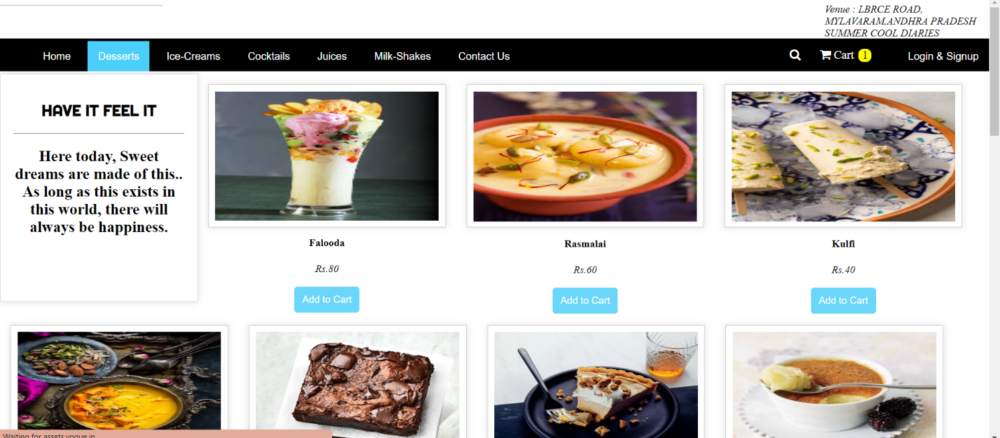 Venue : LBRCE ROAD,
MYLAVARAM,ANDHRA PRADESH
SUMMER COOL DIARIES
Home Desserts Ice-Creams Cocktails Juices Milk-Shakes Contact Us Cart 1 Login & Signup
HAVE IT FEEL IT
Here today, Sweet
dreams are made of this..
As long as this exists in
this world, there will
always be happiness.
Falooda
Rs.80
Add to Cart
Rasmalai
Rs.60
Add to Cart
Kulfi
Rs.40
Add to Cart
Waiting for assets.vogue.in